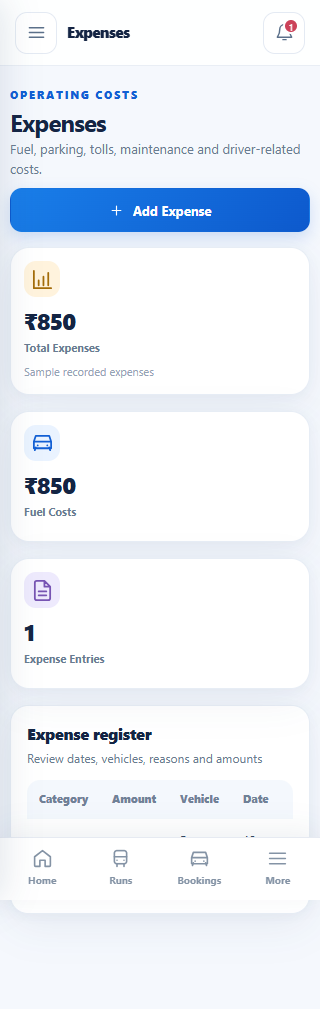 Expenses
1
OPERATING COSTS
Expenses
Fuel, parking, tolls, maintenance and driver-related
costs.
+ Add Expense
₹850
Total Expenses
Sample recorded expenses
₹850
Fuel Costs
1
Expense Entries
Expense register
Review dates, vehicles, reasons and amounts
Category Amount Vehicle Date
Home Runs Bookings More